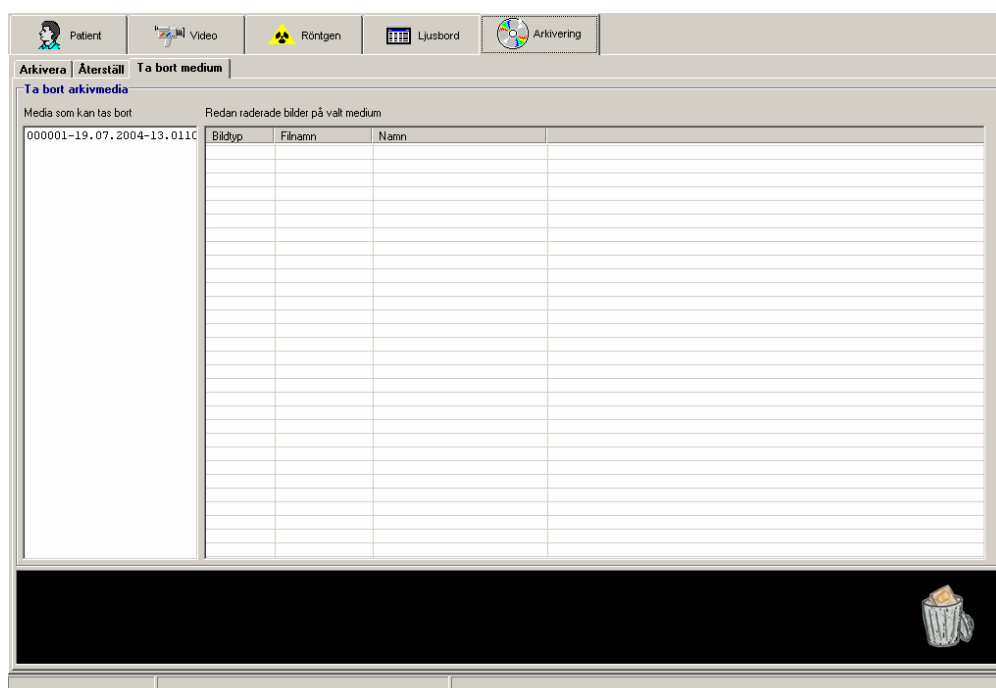 Patient Video Röntgen Ljusbord Arkivering
Arkivera Återställ Ta bort medium
Ta bort arkivmedia
Media som kan tas bort Redan raderade bilder på valt medium
000001-19.07.2004-13.011 Bildtyp Filnamn Namn